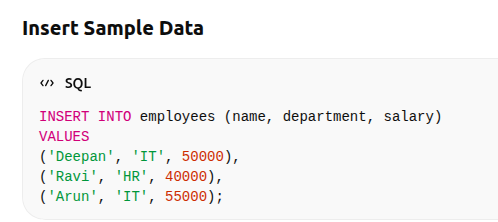 Insert Sample Data
</> SQL
INSERT INTO employees (name, department, salary)
VALUES
('Deepan', 'IT', 50000),
('Ravi', 'HR', 40000),
('Arun', 'IT', 55000);